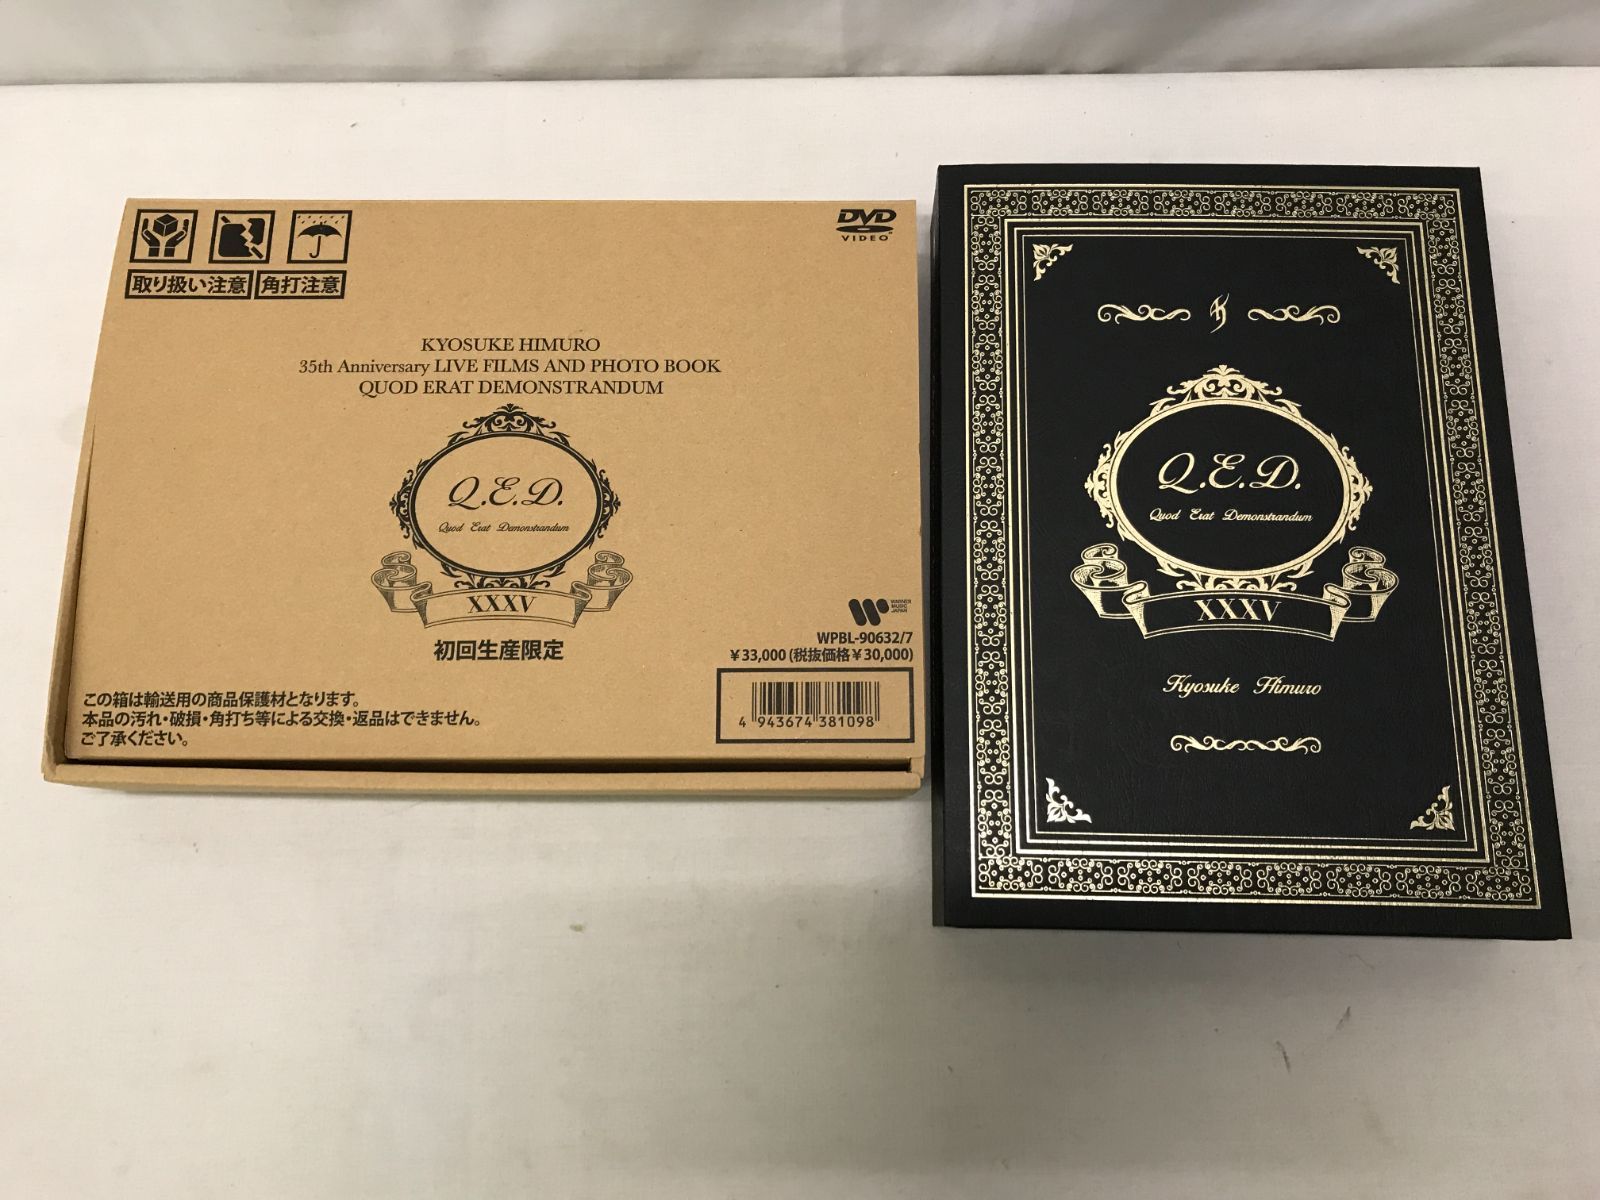 DVD
VIDEO
取り扱い注意 角打注意
KYOSUKE HIMURO
35th Anniversary LIVE FILMS AND PHOTO BOOK
QUOD ERAT DEMONSTRANDUM
Q.E.D.
Quod Erat Demonstrandum
XXXV
初回生産限定
WARNER
MUSIC
JAPAN
WPBL-90632/7
¥33,000(税抜価格¥30,000)
4 943674 381098
この箱は輸送用の商品保護材となります。
本品の汚れ・破損・角打ち等による交換・返品はできません。
ご了承ください。
K
Q.E.D.
Quod Erat Demonstrandum
XXXV
Kyosuke Himuro